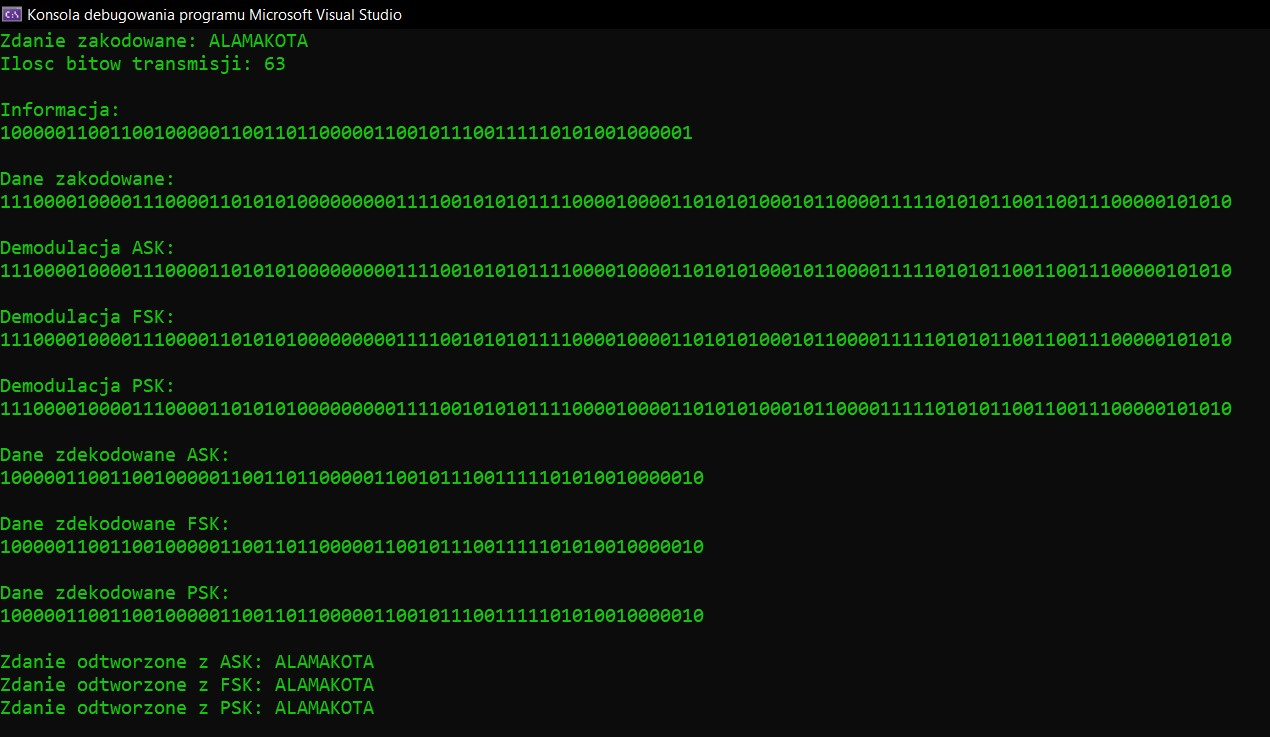 Konsola debugowania programu Microsoft Visual Studio
Zdanie zakodowane: ALAMAKOTA
Ilosc bitow transmisji: 63
Informacja:
100000110011001000001100110110000011001011100111110101001000001
Dane zakodowane:
1110000100001110000110101010000000001111001010101111000010000110101010001011000011111010101100110011100000101010
Demodulacja ASK:
1110000100001110000110101010000000001111001010101111000010000110101010001011000011111010101100110011100000101010
Demodulacja FSK:
1110000100001110000110101010000000001111001010101111000010000110101010001011000011111010101100110011100000101010
Demodulacja PSK:
1110000100001110000110101010000000001111001010101111000010000110101010001011000011111010101100110011100000101010
Dane zdekodowane ASK:
1000001100110010000011001101100000110010111001111101010010000010
Dane zdekodowane FSK:
1000001100110010000011001101100000110010111001111101010010000010
Dane zdekodowane PSK:
1000001100110010000011001101100000110010111001111101010010000010
Zdanie odtworzone z ASK: ALAMAKOTA
Zdanie odtworzone z FSK: ALAMAKOTA
Zdanie odtworzone z PSK: ALAMAKOTA